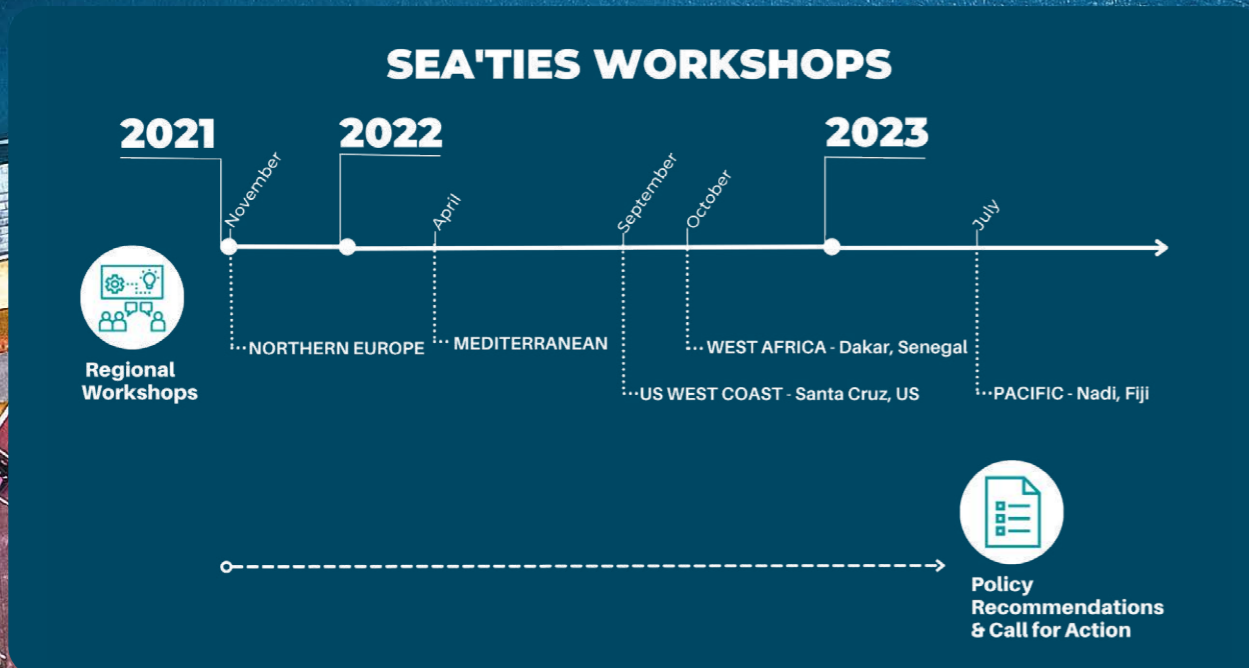 SEA'TIES WORKSHOPS
2021
2022
2023
November
April
September
October
July
NORTHERN EUROPE
MEDITERRANEAN
WEST AFRICA - Dakar, Senegal
US WEST COAST - Santa Cruz, US
PACIFIC - Nadi, Fiji
Regional
Workshops
Policy
Recommendations
& Call for Action